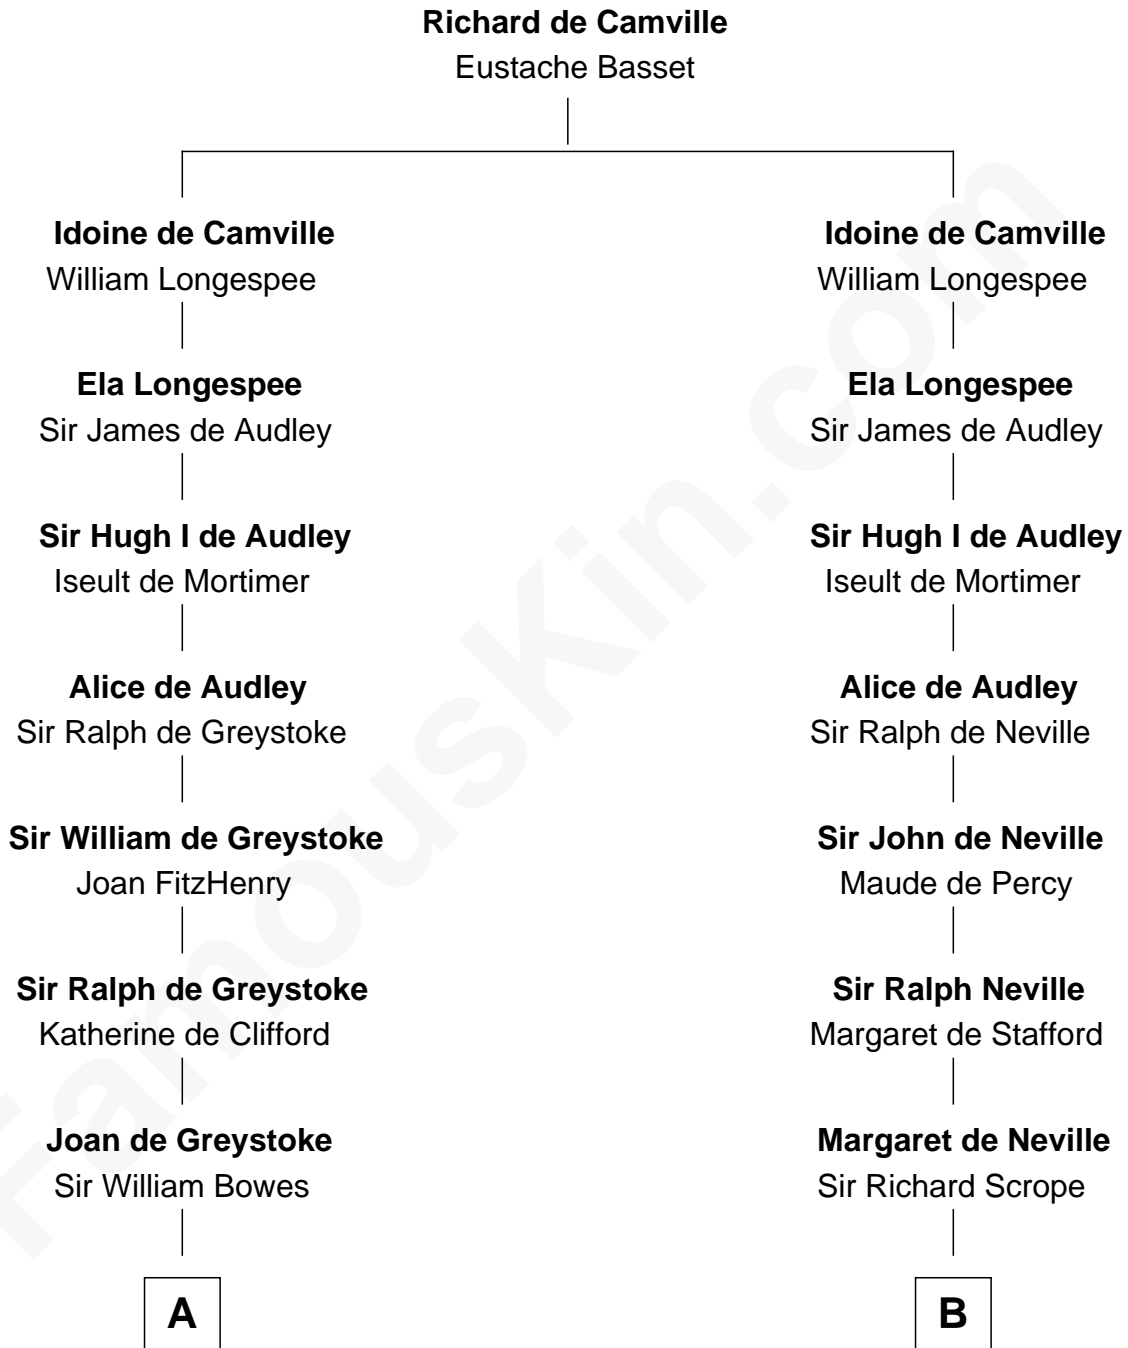 Richard de Camville
Eustache Basset
Idoine de Camville
William Longespee
Ela Longespee
Sir James de Audley
Sir Hugh I de Audley
Iseult de Mortimer
Alice de Audley
Sir Ralph de Greystoke
Sir William de Greystoke
Joan FitzHenry
Sir Ralph de Greystoke
Katherine de Clifford
Joan de Greystoke
Sir William Bowes
A
Idoine de Camville
William Longespee
Ela Longespee
Sir James de Audley
Sir Hugh I de Audley
Iseult de Mortimer
Alice de Audley
Sir Ralph de Neville
Sir John de Neville
Maude de Percy
Sir Ralph Neville
Margaret de Stafford
Margaret de Neville
Sir Richard Scrope
B
FamousKin.com